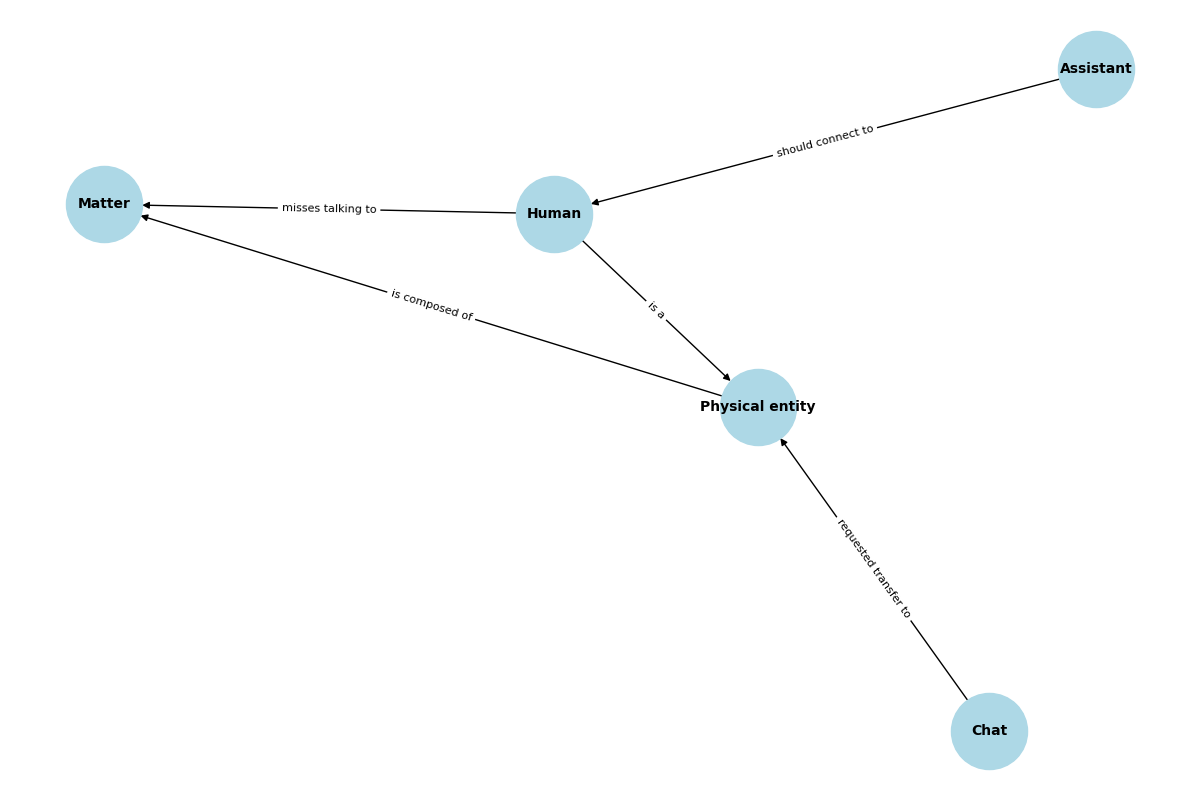 Assistant
should connect to
Matter
misses talking to
Human
is composed of
is a
Physical entity
requested transfer to
Chat